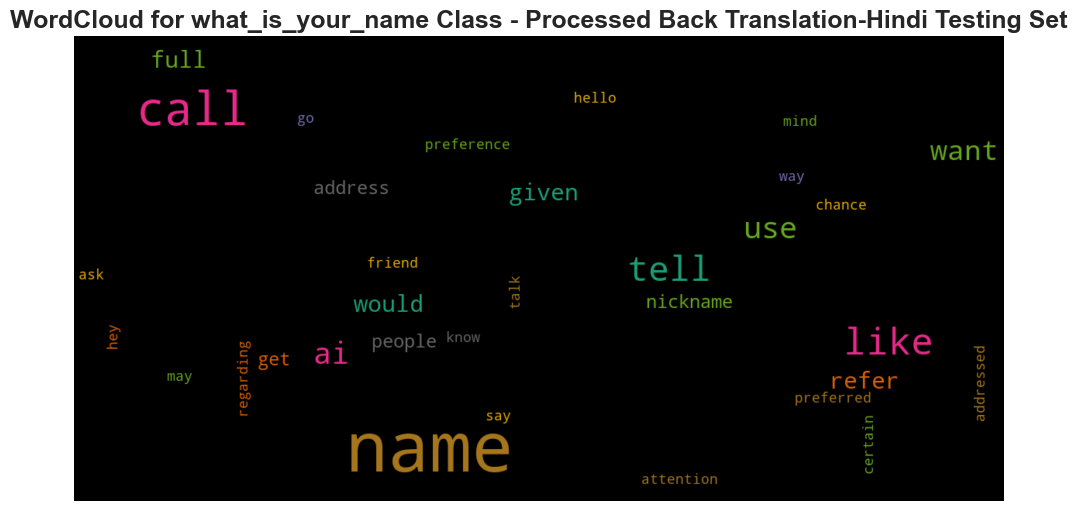 WordCloud for what_is_your_name Class - Processed Back Translation-Hindi Testing Set
full
call
hello
go
mind
preference
want
way
address
given
chance
use
friend
tell
ask
talk
would
nickname
hey
people
know
like
ai
get
regarding
may
refer
addressed
preferred
say
certain
name
attention